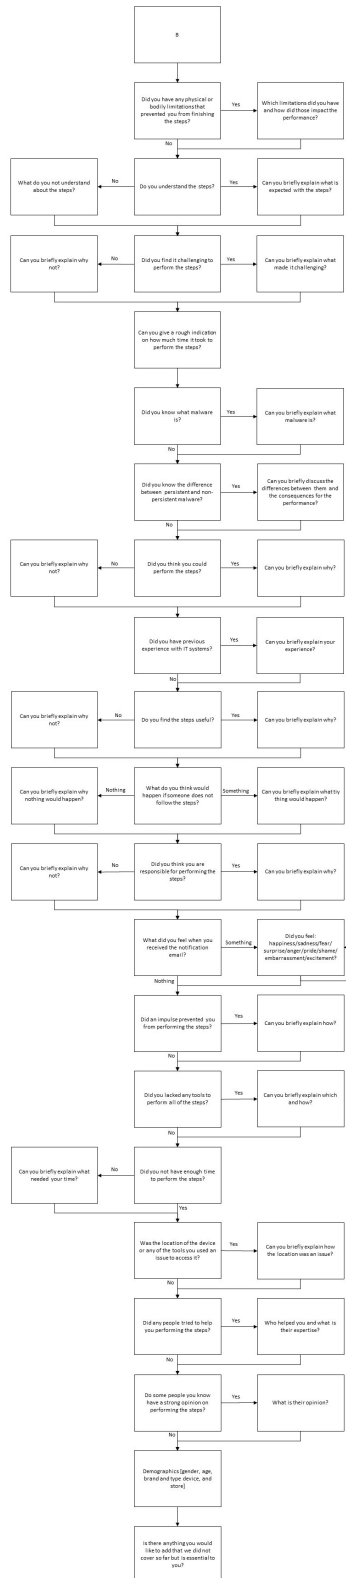 B
Did you have any physical or
bodily limitations that
prevented you from finishing
the steps?
Yes
Which limitations did you have
and how did those impact the
performance?
No
What do you not understand
about the steps?
No
Do you understand the steps?
Yes
Can you briefly explain what is
expected with the steps?
Can you briefly explain why
not?
No
Did you find it challenging to
perform the steps?
Yes
Can you briefly explain what
made it challenging?
Can you give a rough indication
on how much time it took to
perform the steps?
Did you know what malware
is?
Yes
Can you briefly explain what
malware is?
No
Did you know the difference
between persistent and non-
persistent malware?
Yes
Can you briefly discuss the
differences between them and
the consequences for the
performance?
No
Can you briefly explain why
not?
No
Did you think you could
perform the steps?
Yes
Can you briefly explain why?
Did you have previous
experience with IT systems?
Yes
Can you briefly explain your
experience?
No
Can you briefly explain why
not?
No
Do you find the steps useful?
Yes
Can you briefly explain why?
Can you briefly explain why
nothing would happen?
Nothing
What do you think would
happen if someone does not
follow the steps?
Something
Can you briefly explain
thing would happen?
Can you briefly explain why
not?
No
Did you think you are
responsible for performing the
steps?
Yes
Can you briefly explain why?
What did you feel when you
received the notification
email?
Something
Did you feel:
happiness/sadness/fear/
surprise/anger/pride/shame/
embarrassment/excitement?
Nothing
Did an impulse prevented you
from performing the steps?
Yes
Can you briefly explain how?
No
Did you lacked any tools to
perform all of the steps?
Yes
Can you briefly explain which
and how?
No
Can you briefly explain what
needed your time?
No
Did you not have enough time
to perform the steps?
Yes
Was the location of the device
or any of the tools you used an
issue to access it?
Yes
Can you briefly explain how
the location was an issue?
No
Did any people tried to help
you performing the steps?
Yes
Who helped you and what is
their expertise?
No
Do some people you know
have a strong opinion on
performing the steps?
Yes
What is their opinion?
No
Demographics [gender, age,
brand and type device, and
store]
Is there anything you would
like to add that we did not
cover so far but is essential to
you?